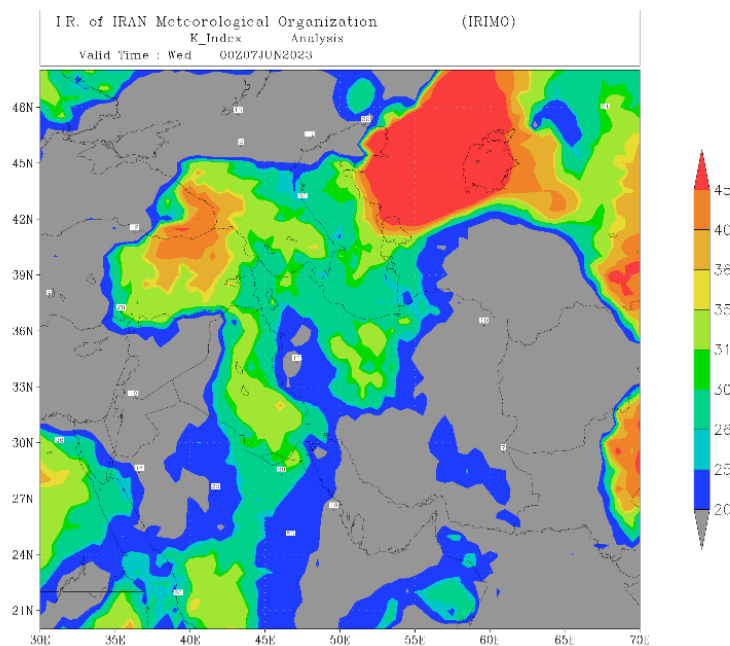 I.R. of IRAN Meteorological Organization (IRIMO)
K_Index Analysis
Valid Time : Wed 00Z07JUN2023
48N
45N
42N
39N
36N
33N
30N
27N
24N
21N
30E
35E
40E
45E
50E
55E
60E
65E
70E
45
40
36
35
31
30
26
25
20